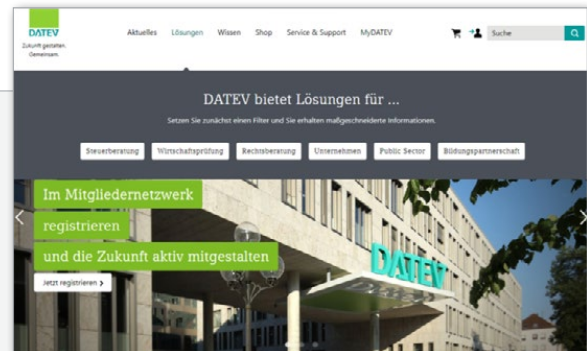 DATEV
Zukunft gestalten.
Gemeinsam.
Aktuelles Lösungen Wissen Shop Service & Support MyDATEV Suche
DATEV bietet Lösungen für ...
Setzen Sie zunächst einen Filter und Sie erhalten maßgeschneiderte Informationen.
Steuerberatung Wirtschaftsprüfung Rechtsberatung Unternehmen Public Sector Bildungspartnerschaft
Im Mitgliedernetzwerk
registrieren
und die Zukunft aktiv mitgestalten
Jetzt registrieren
DATEV